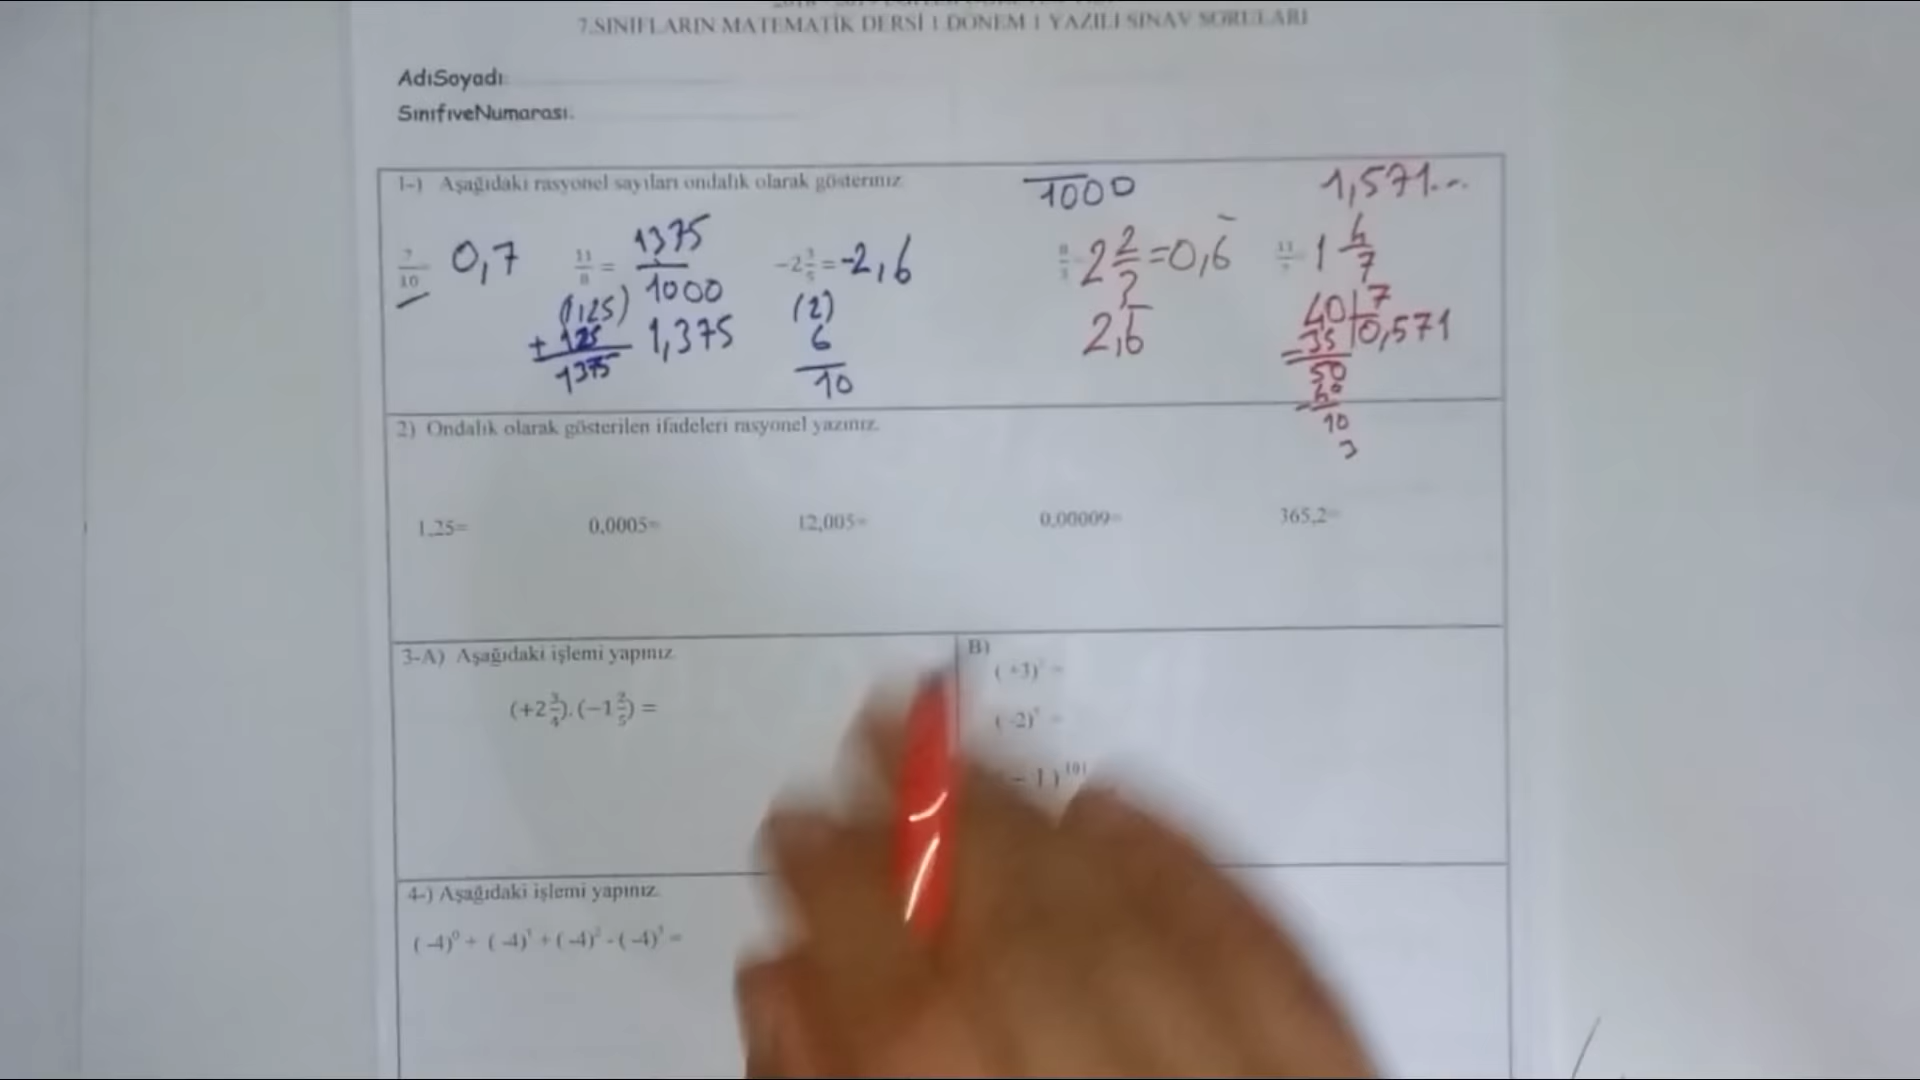 7.SINIFLARIN MATEMATİK DERSİ 1 DÖNEM 1 YAZILI SINAV SORULARI
AdıSoyadı:
SınıfıveNumarası:
1-) Aşağıdaki rasyonel sayıları ondalık olarak gösteriniz
1000
1,571...
7/10 0,7
11/8 = 1375/1000
(125)
+ 125
1375
1,375
-2 3/5 = -2,6
(2)
6/10
2 2/3 = 0,6
2,6
11/7 1 4/7
40 | 7
- 35 | 0,571
50
10
3
2) Ondalık olarak gösterilen ifadeleri rasyonel yazınız.
1,25= 0,0005= 12,005= 0,00009= 365,2=
3-A) Aşağıdaki işlemi yapınız
(+2 3/4).(−1 2/5) =
B)
(+3) =
(-2) =
− 1 )¹⁰¹
4-) Aşağıdaki işlemi yapınız.
(-4)⁰ + (-4)¹ + (-4)² - (-4)³ =